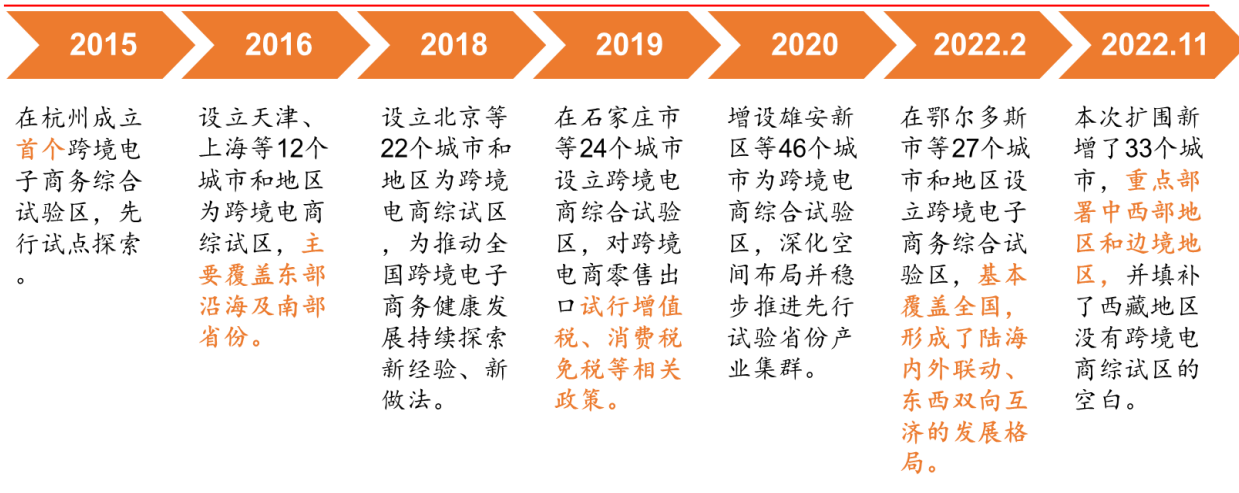 2015
在杭州成立
首个跨境电
子商务综合
试验区，先
行试点探索
。
2016
设立天津、
上海等12个
城市和地区
为跨境电商
综试区，主
要覆盖东部
沿海及南部
省份。
2018
设立北京等
22个城市和
地区为跨境
电商综试区
，为推动全
国跨境电子
商务健康发
展持续探索
新经验、新
做法。
2019
在石家庄市
等24个城市
设立跨境电
商综合试验
区，对跨境
电商零售出
口试行增值
税、消费税
免税等相关
政策。
2020
增设雄安新
区等46个城
市为跨境电
商综合试验
区，深化空
间布局并稳
步推进先行
试验省份产
业集群。
2022.2
在鄂尔多斯
市等27个城
市和地区设
立跨境电子
商务综合试
验区，基本
覆盖全国，
形成了陆海
内外联动、
东西双向互
济的发展格
局。
2022.11
本次扩围新
增了33个城
市，重点部
署中西部地
区和边境地
区，并填补
了西藏地区
没有跨境电
商综试区的
空白。